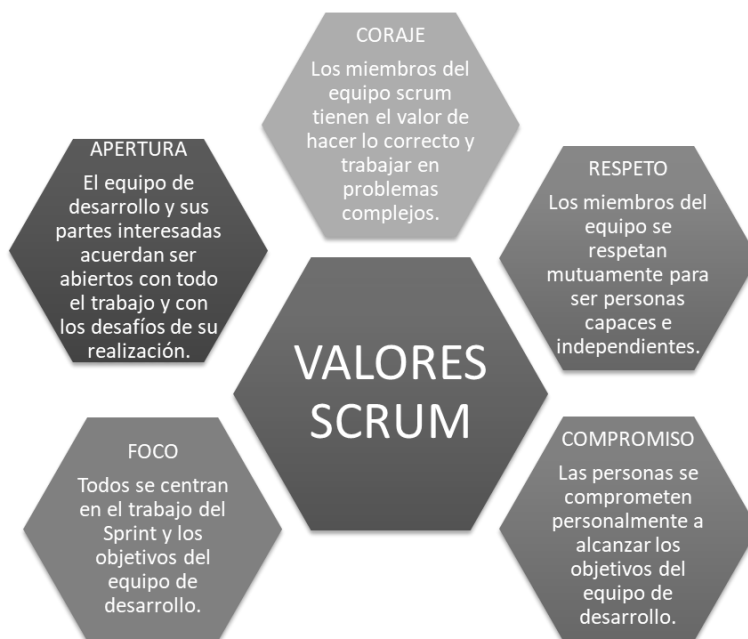 CORAJE
Los miembros del
equipo scrum
tienen el valor de
hacer lo correcto y
trabajar en
problemas
complejos.
APERTURA
El equipo de
desarrollo y sus
partes interesadas
acuerdan ser
abiertos con todo
el trabajo y con
los desafíos de su
realización.
RESPETO
Los miembros del
equipo se
respetan
mutuamente para
ser personas
capaces e
independientes.
VALORES
SCRUM
FOCO
Todos se centran
en el trabajo del
Sprint y los
objetivos del
equipo de
desarrollo.
COMPROMISO
Las personas se
comprometen
personalmente a
alcanzar los
objetivos del
equipo de
desarrollo.